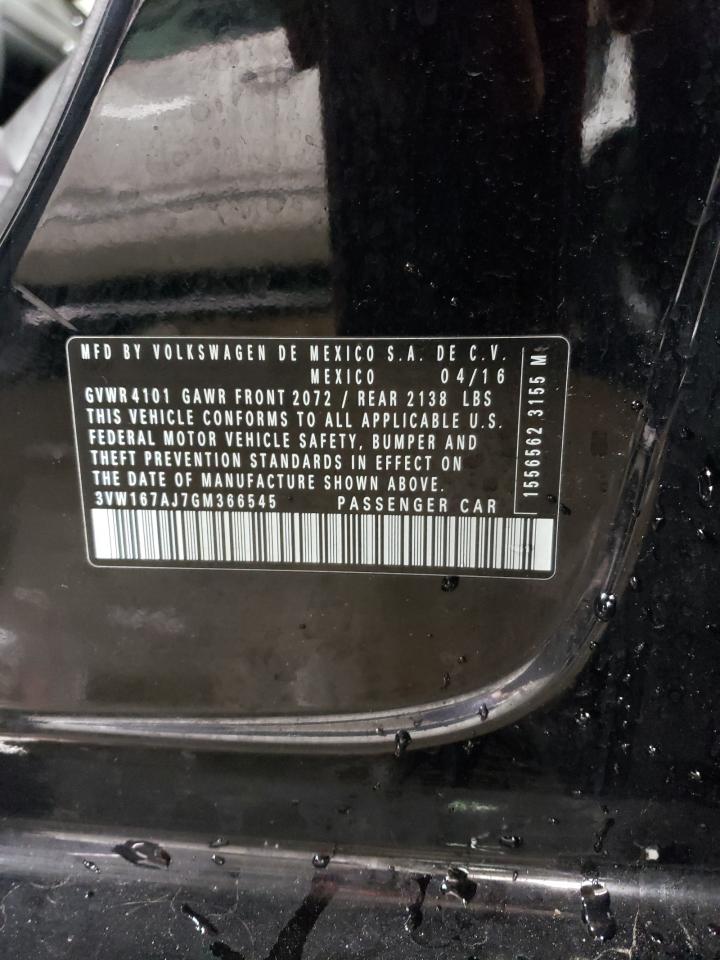 MFD BY VOLKSWAGEN DE MEXICO S.A. DE C.V.
MEXICO 04/16
GVWR 4101 GAWR FRONT 2072 / REAR 2138 LBS
THIS VEHICLE CONFORMS TO ALL APPLICABLE U.S.
FEDERAL MOTOR VEHICLE SAFETY, BUMPER AND
THEFT PREVENTION STANDARDS IN EFFECT ON
THE DATE OF MANUFACTURE SHOWN ABOVE.
3VW167AJ7GM366545 PASSENGER CAR
1556562 3155 M